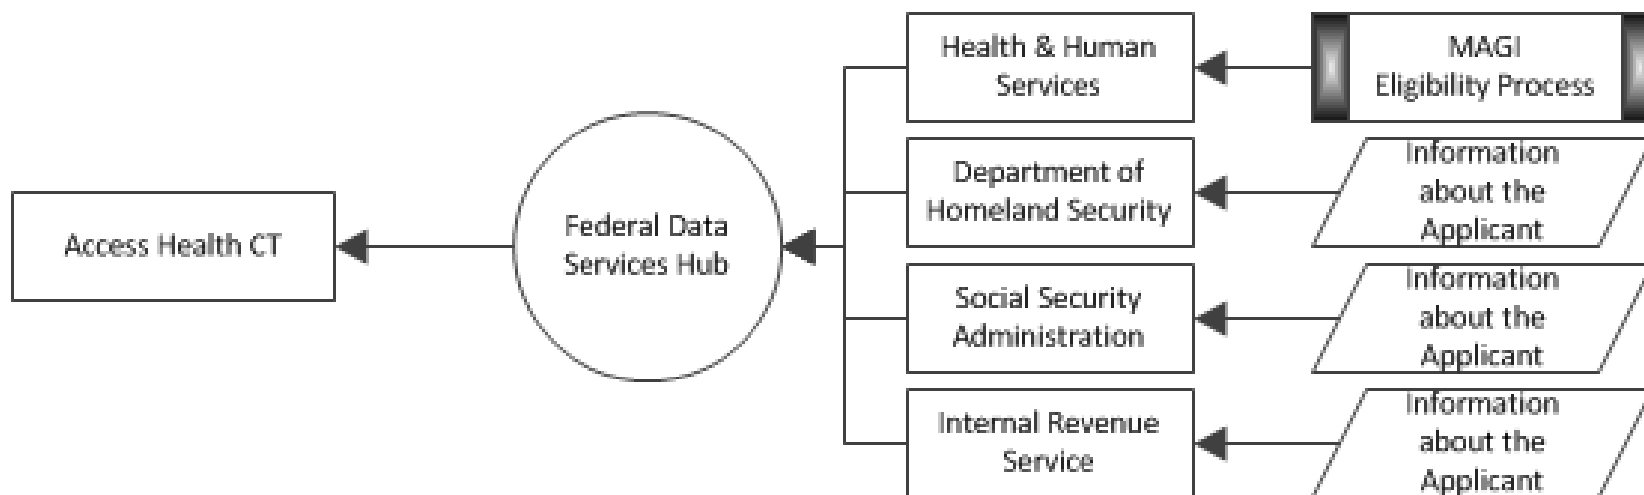 Health & Human
Services
MAGI
Eligibility Process
Department of
Homeland Security
Information
about the
Applicant
Access Health CT
Federal Data
Services Hub
Social Security
Administration
Information
about the
Applicant
Internal Revenue
Service
Information
about the
Applicant